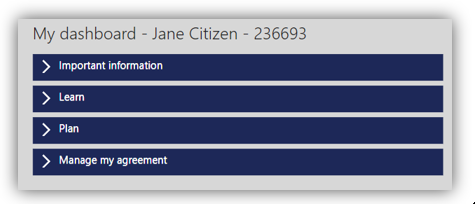 My dashboard - Jane Citizen - 236693
Important information
Learn
Plan
Manage my agreement